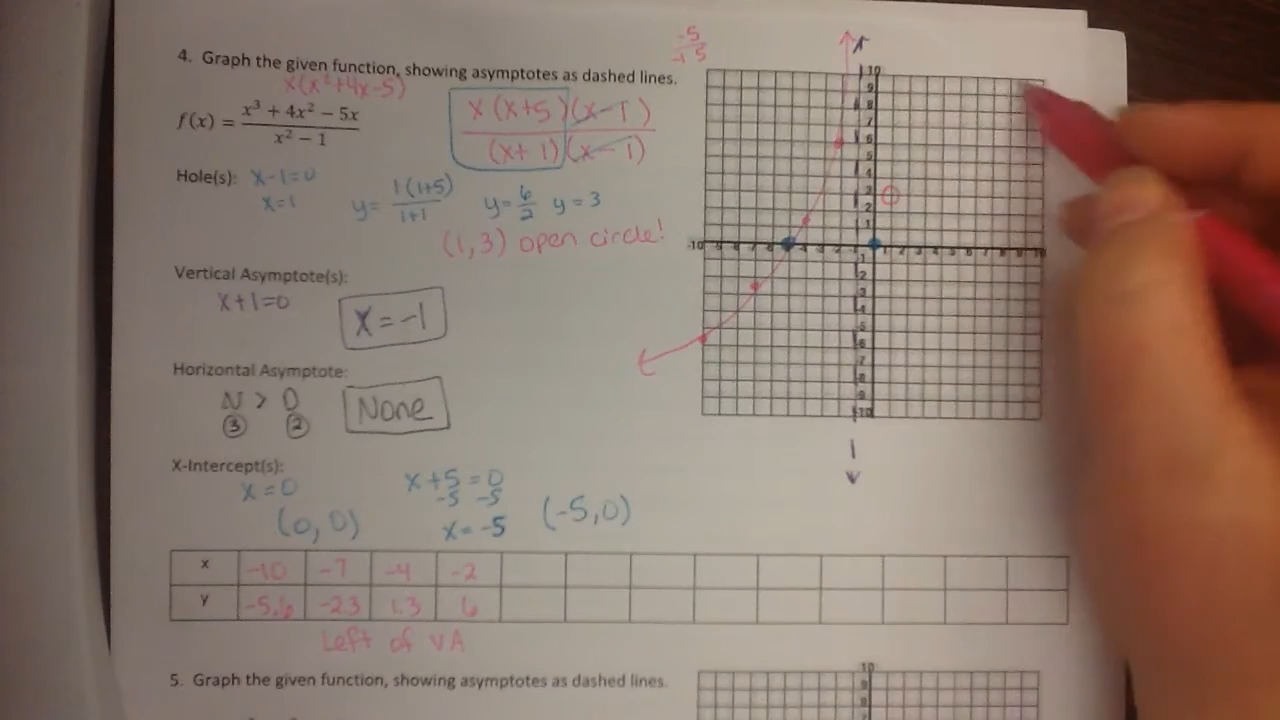 4. Graph the given function, showing asymptotes as dashed lines.
x(x²+4x-5)
f(x) = (x³ + 4x² − 5x)/(x² − 1)
x(x+5)(x-1)
(x+1)(x-1)
-5
Hole(s): x-1=0
x=1
y= 1(1+5)/1+1
y= 6/2 y=3
(1,3) open circle!
Vertical Asymptote(s):
x+1=0
x=-1
Horizontal Asymptote:
N > D
3 2
None
X-Intercept(s):
x=0
(0,0)
x+5=0
-5 -5
x=-5
(-5,0)
x -10 -7 -4 -2
y -5.6 -2.3 1.3 6
Left of VA
5. Graph the given function, showing asymptotes as dashed lines.